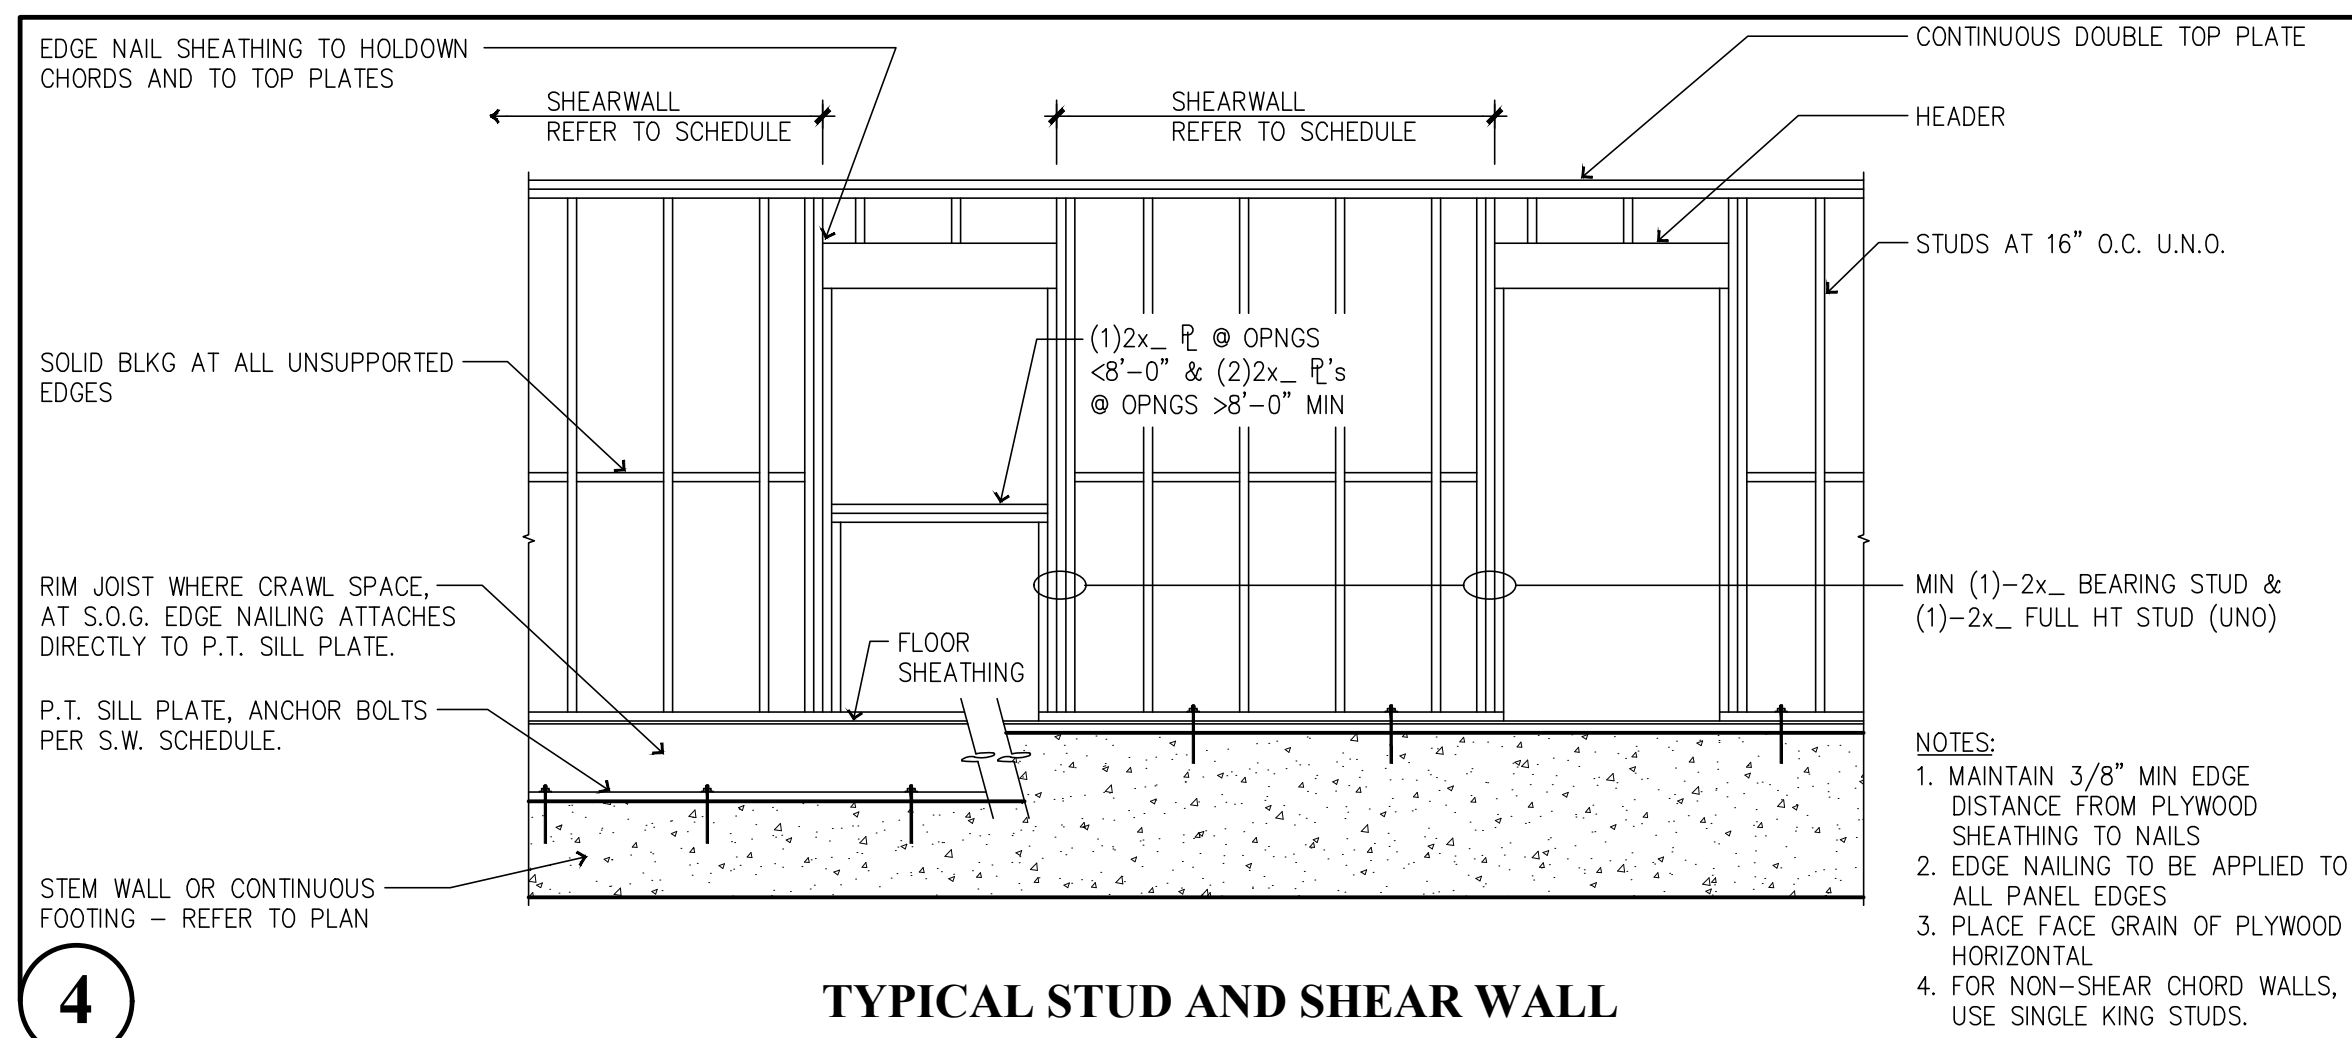 EDGE NAIL SHEATHING TO HOLDOWN
CHORDS AND TO TOP PLATES
SHEARWALL
REFER TO SCHEDULE
SHEARWALL
REFER TO SCHEDULE
CONTINUOUS DOUBLE TOP PLATE
HEADER
STUDS AT 16” O.C. U.N.O.
(1)2x_ ⅊ @ OPNGS
<8’-0” & (2)2x_ ⅊’s
@ OPNGS >8’-0” MIN
SOLID BLKG AT ALL UNSUPPORTED
EDGES
RIM JOIST WHERE CRAWL SPACE,
AT S.O.G. EDGE NAILING ATTACHES
DIRECTLY TO P.T. SILL PLATE.
FLOOR
SHEATHING
MIN (1)-2x_ BEARING STUD &
(1)-2x_ FULL HT STUD (UNO)
P.T. SILL PLATE, ANCHOR BOLTS
PER S.W. SCHEDULE.
STEM WALL OR CONTINUOUS
FOOTING - REFER TO PLAN
NOTES:
1. MAINTAIN 3/8” MIN EDGE
DISTANCE FROM PLYWOOD
SHEATHING TO NAILS
2. EDGE NAILING TO BE APPLIED TO
ALL PANEL EDGES
3. PLACE FACE GRAIN OF PLYWOOD
HORIZONTAL
4. FOR NON-SHEAR CHORD WALLS,
USE SINGLE KING STUDS.
4
TYPICAL STUD AND SHEAR WALL